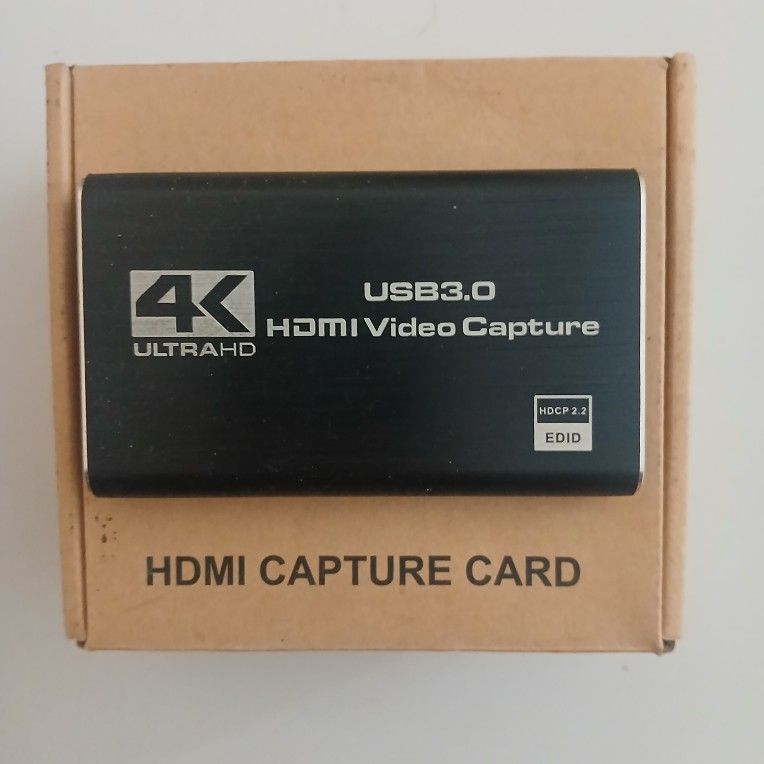 4K
ULTRAHD
USB3.0
HDMI Video Capture
HDCP 2.2
EDID
HDMI CAPTURE CARD